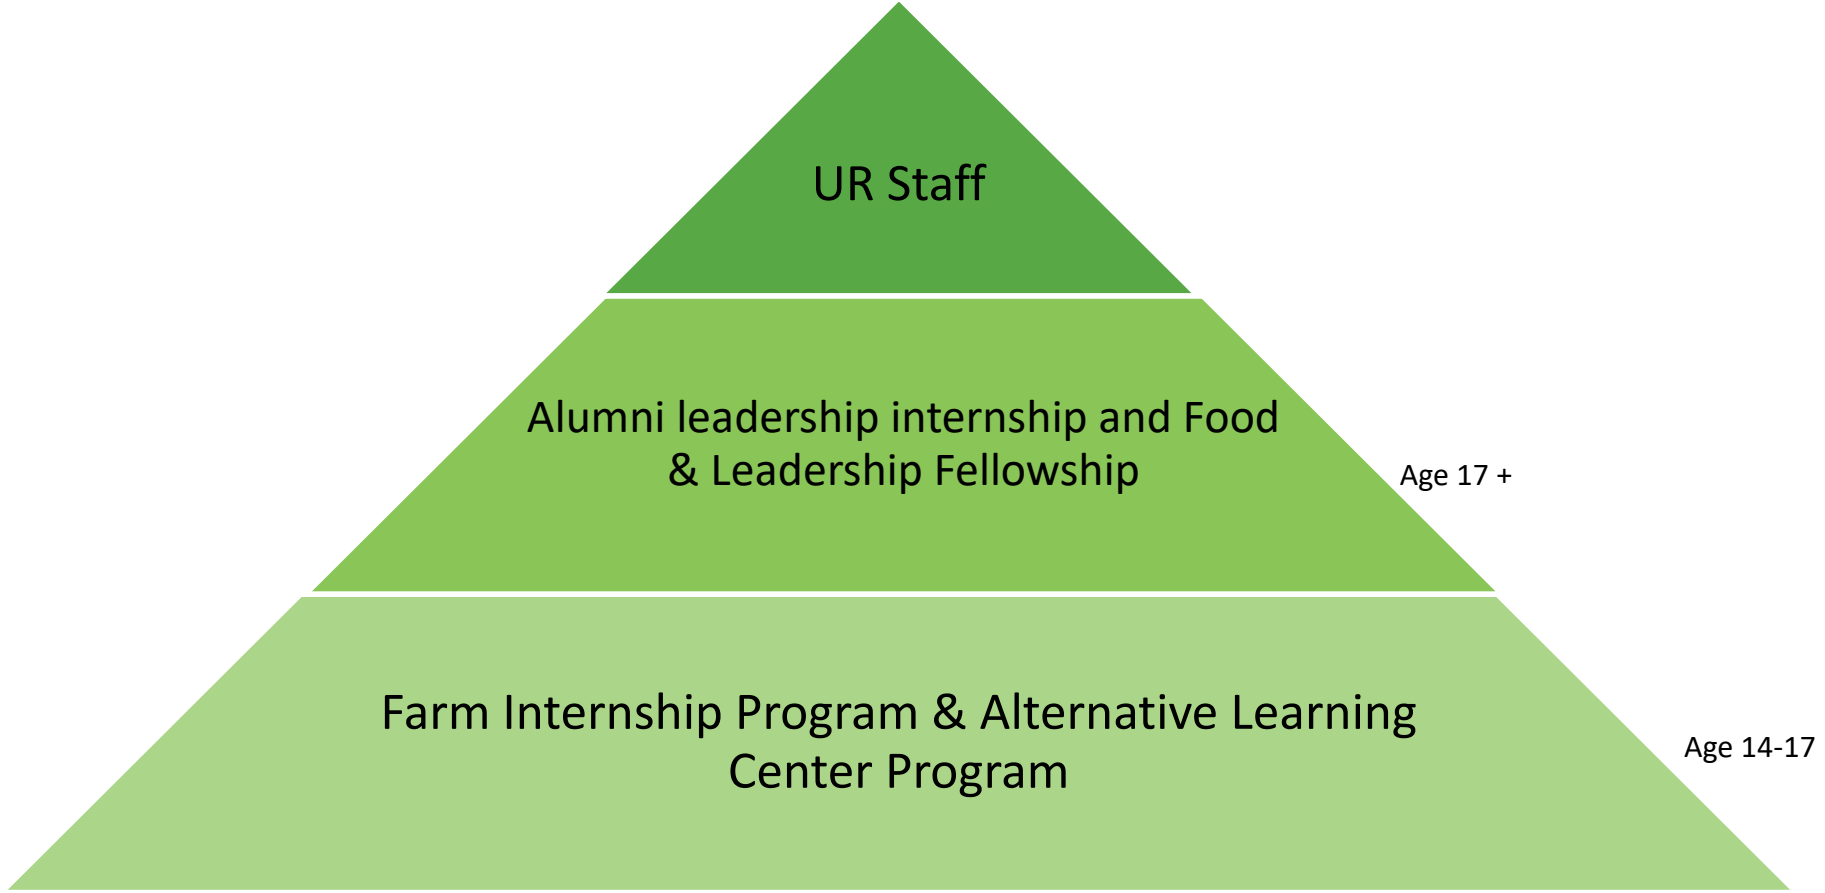 UR Staff
Alumni leadership internship and Food
& Leadership Fellowship
Age 17 +
Farm Internship Program & Alternative Learning
Center Program
Age 14-17